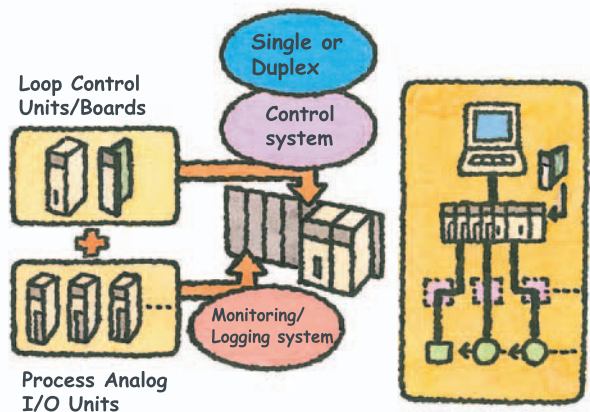 Single or
Duplex
Loop Control
Units/Boards
Control
system
Monitoring/
Logging system
Process Analog
I/O Units